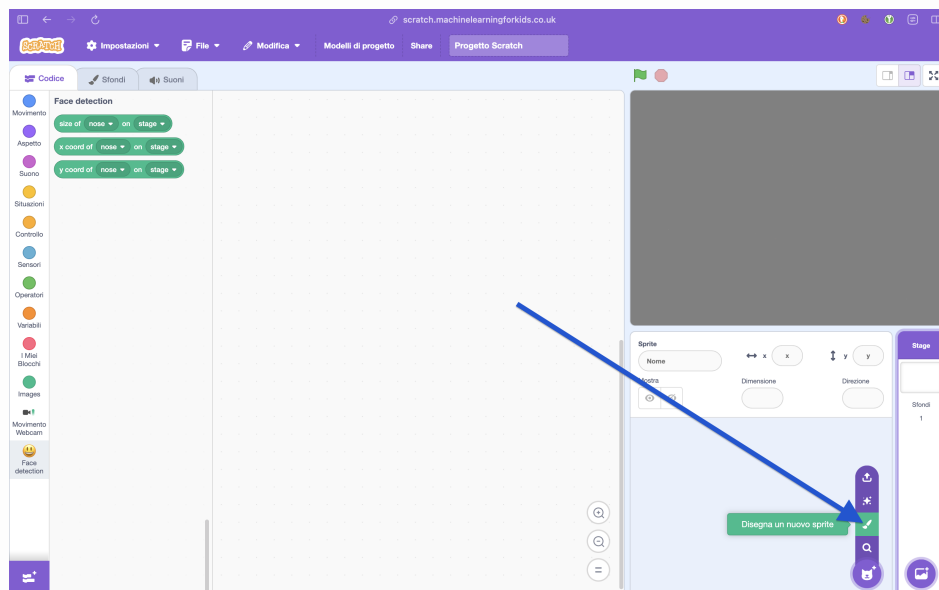 scratch.machinelearningforkids.co.uk
SCRATCH
Impostazioni
File
Modifica
Modelli di progetto
Share
Progetto Scratch
Codice
Sfondi
Suoni
Movimento
Aspetto
Suono
Situazioni
Controllo
Sensori
Operatori
Variabili
I Miei
Blocchi
Images
Movimento
Webcam
Face
detection
Face detection
size of nose on stage
x coord of nose on stage
y coord of nose on stage
Sprite
Nome
x x
y y
Mostra
Dimensione
Direzione
Disegna un nuovo sprite
Stage
Sfondi
1